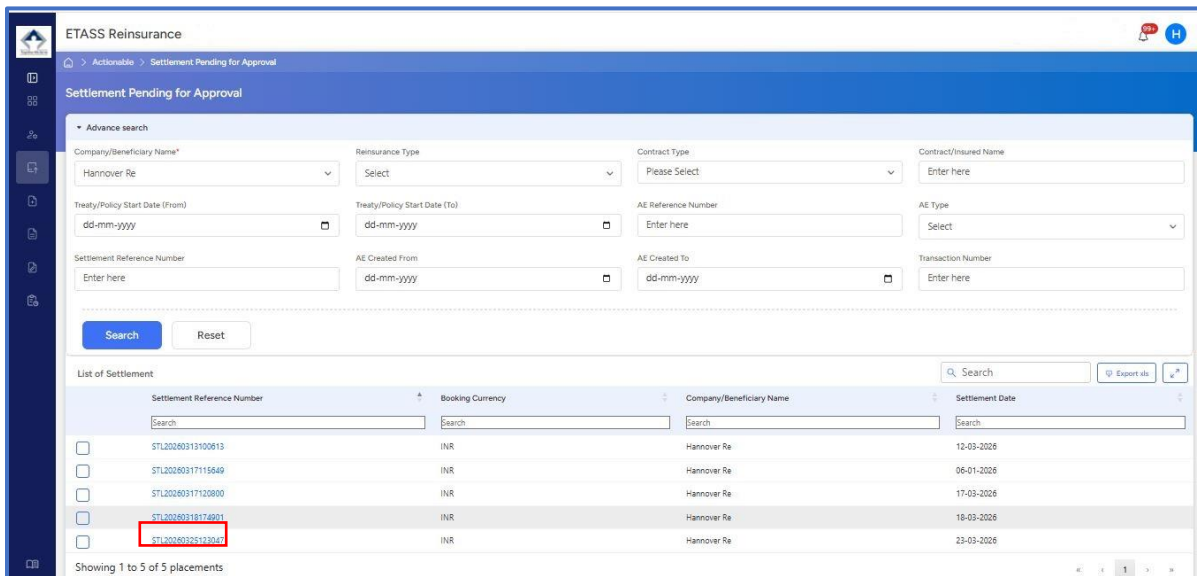 ETASS Reinsurance
99+
H
> Actionable > Settlement Pending for Approval
Settlement Pending for Approval
Advance search
Company/Beneficiary Name* Reinsurance Type Contract Type Contract/Insured Name
Hannover Re Select Please Select Enter here
Treaty/Policy Start Date (From) Treaty/Policy Start Date (To) AE Reference Number AE Type
dd-mm-yyyy dd-mm-yyyy Enter here Select
Settlement Reference Number AE Created From AE Created To Transaction Number
Enter here dd-mm-yyyy dd-mm-yyyy Enter here
Search Reset
List of Settlement Search Export xls
Settlement Reference Number Booking Currency Company/Beneficiary Name Settlement Date
Search Search Search Search
STL20260313100613 INR Hannover Re 12-03-2026
STL20260317115649 INR Hannover Re 06-01-2026
STL20260317120800 INR Hannover Re 17-03-2026
STL20260318174901 INR Hannover Re 18-03-2026
STL20260325123047 INR Hannover Re 23-03-2026
Showing 1 to 5 of 5 placements « ‹ 1 › »